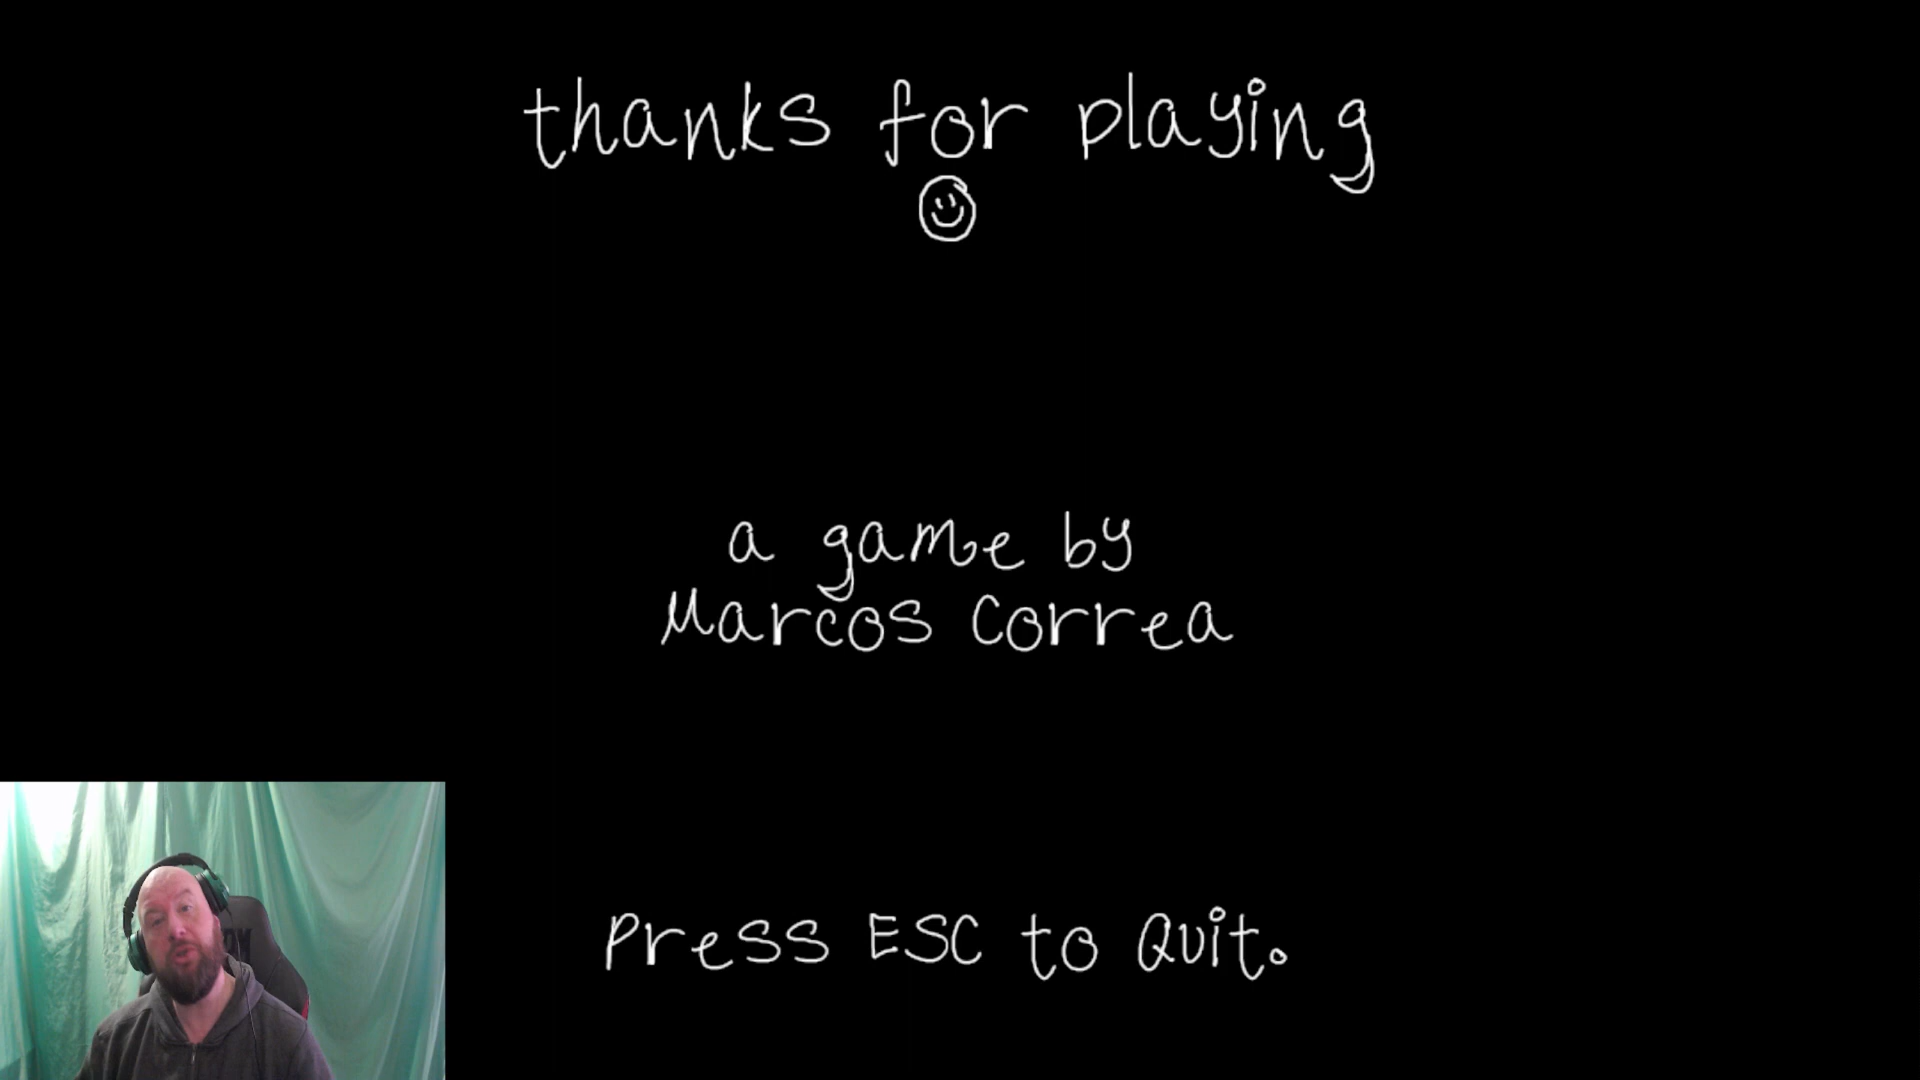 thanks for playing
a game by
Marcos Correa
Press ESC to Quit.